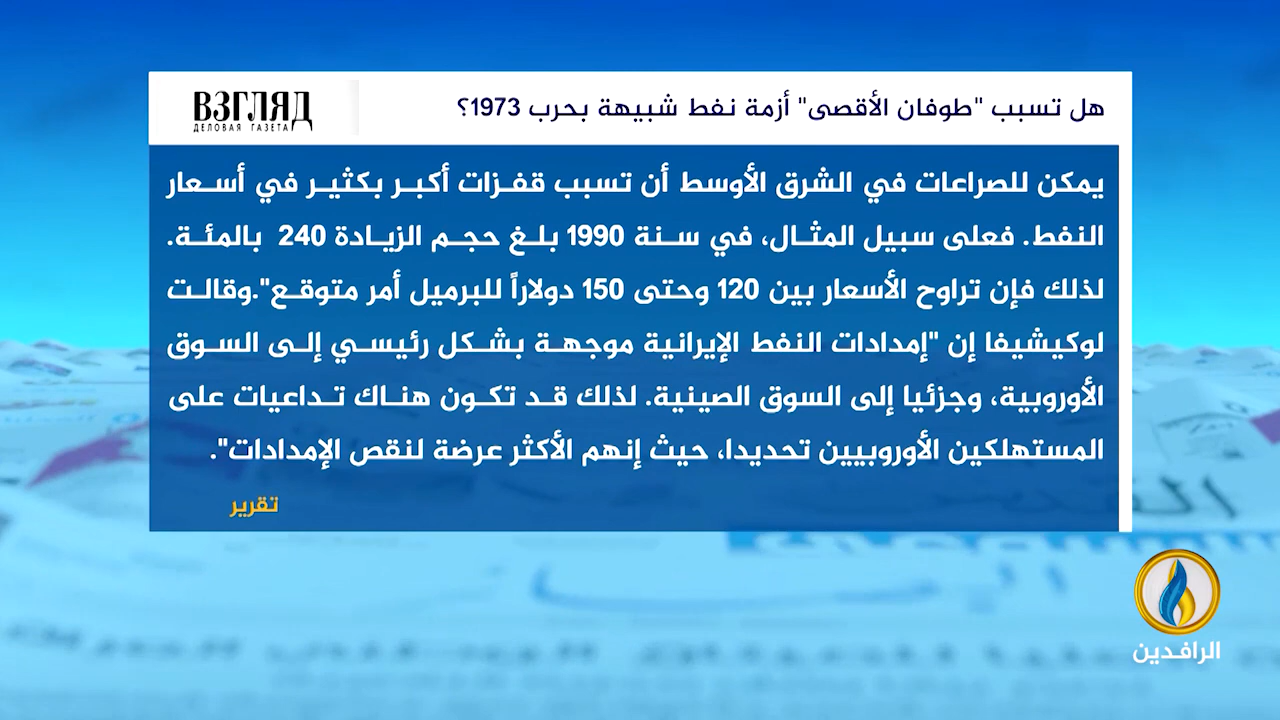 ВЗГЛЯД
ДЕЛОВАЯ ГАЗЕТА
هل تسبب "طوفان الأقصى" أزمة نفط شبيهة بحرب 1973؟
يمكن للصراعات في الشرق الأوسط أن تسبب قفزات أكبر بكثير في أسعار
النفط. فعلى سبيل المثال، في سنة 1990 بلغ حجم الزيادة 240 بالمئة.
لذلك فإن تراوح الأسعار بين 120 وحتى 150 دولاراً للبرميل أمر متوقع".وقالت
لوكيشيفا إن "إمدادات النفط الإيرانية موجهة بشكل رئيسي إلى السوق
الأوروبية، وجزئيا إلى السوق الصينية. لذلك قد تكون هناك تداعيات على
المستهلكين الأوروبيين تحديدا، حيث إنهم الأكثر عرضة لنقص الإمدادات".
تقرير
الرافدين